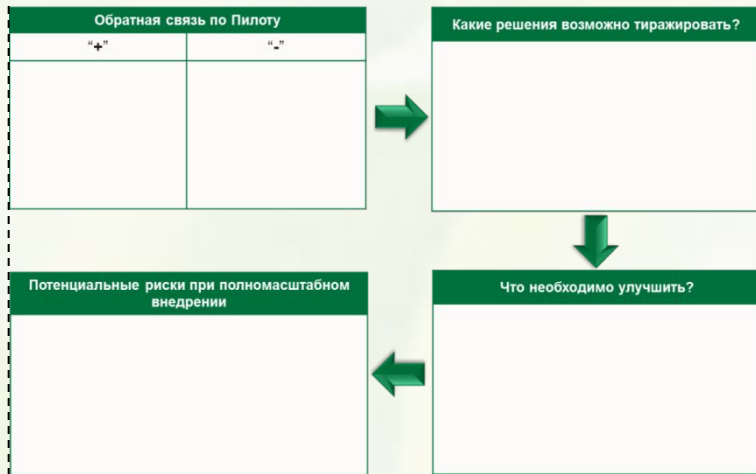 Обратная связь по Пилоту
“+”
“-”
Какие решения возможно тиражировать?
Что необходимо улучшить?
Потенциальные риски при полномасштабном
внедрении